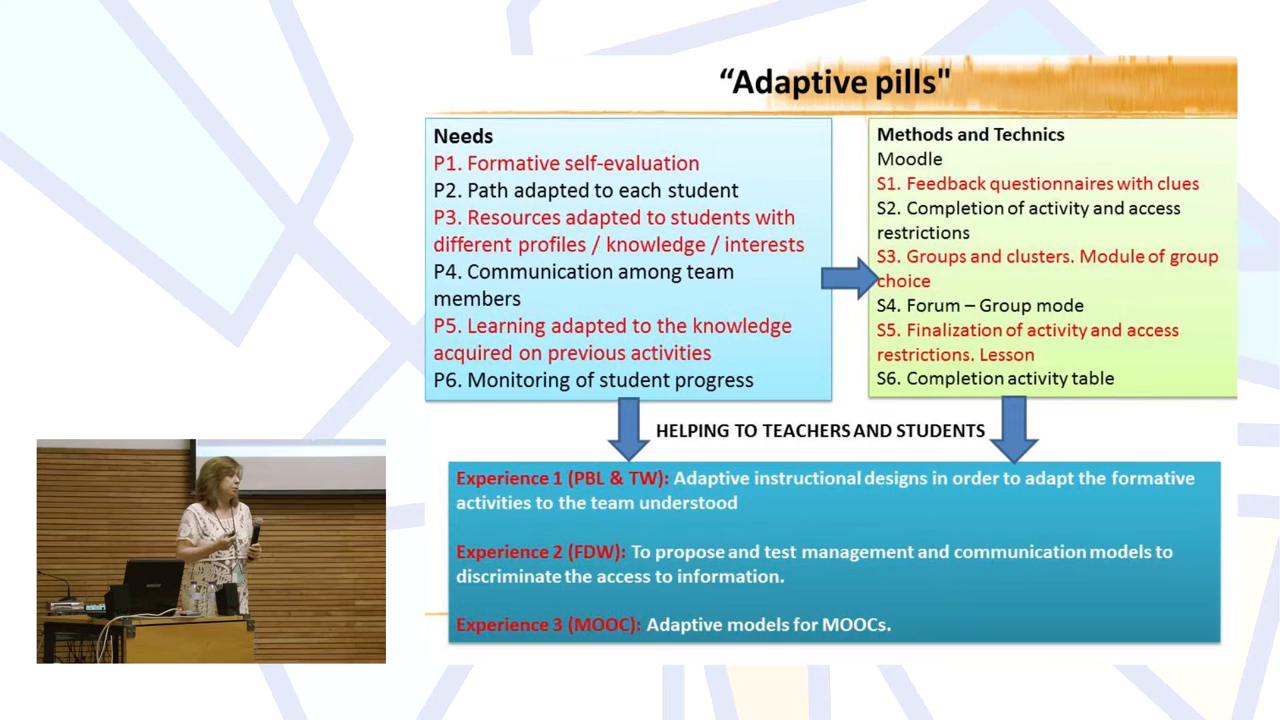 “Adaptive pills"
Needs
P1. Formative self-evaluation
P2. Path adapted to each student
P3. Resources adapted to students with
different profiles / knowledge / interests
P4. Communication among team
members
P5. Learning adapted to the knowledge
acquired on previous activities
P6. Monitoring of student progress
Methods and Technics
Moodle
S1. Feedback questionnaires with clues
S2. Completion of activity and access
restrictions
S3. Groups and clusters. Module of group
choice
S4. Forum – Group mode
S5. Finalization of activity and access
restrictions. Lesson
S6. Completion activity table
HELPING TO TEACHERS AND STUDENTS
Experience 1 (PBL & TW): Adaptive instructional designs in order to adapt the formative
activities to the team understood
Experience 2 (FDW): To propose and test management and communication models to
discriminate the access to information.
Experience 3 (MOOC): Adaptive models for MOOCs.